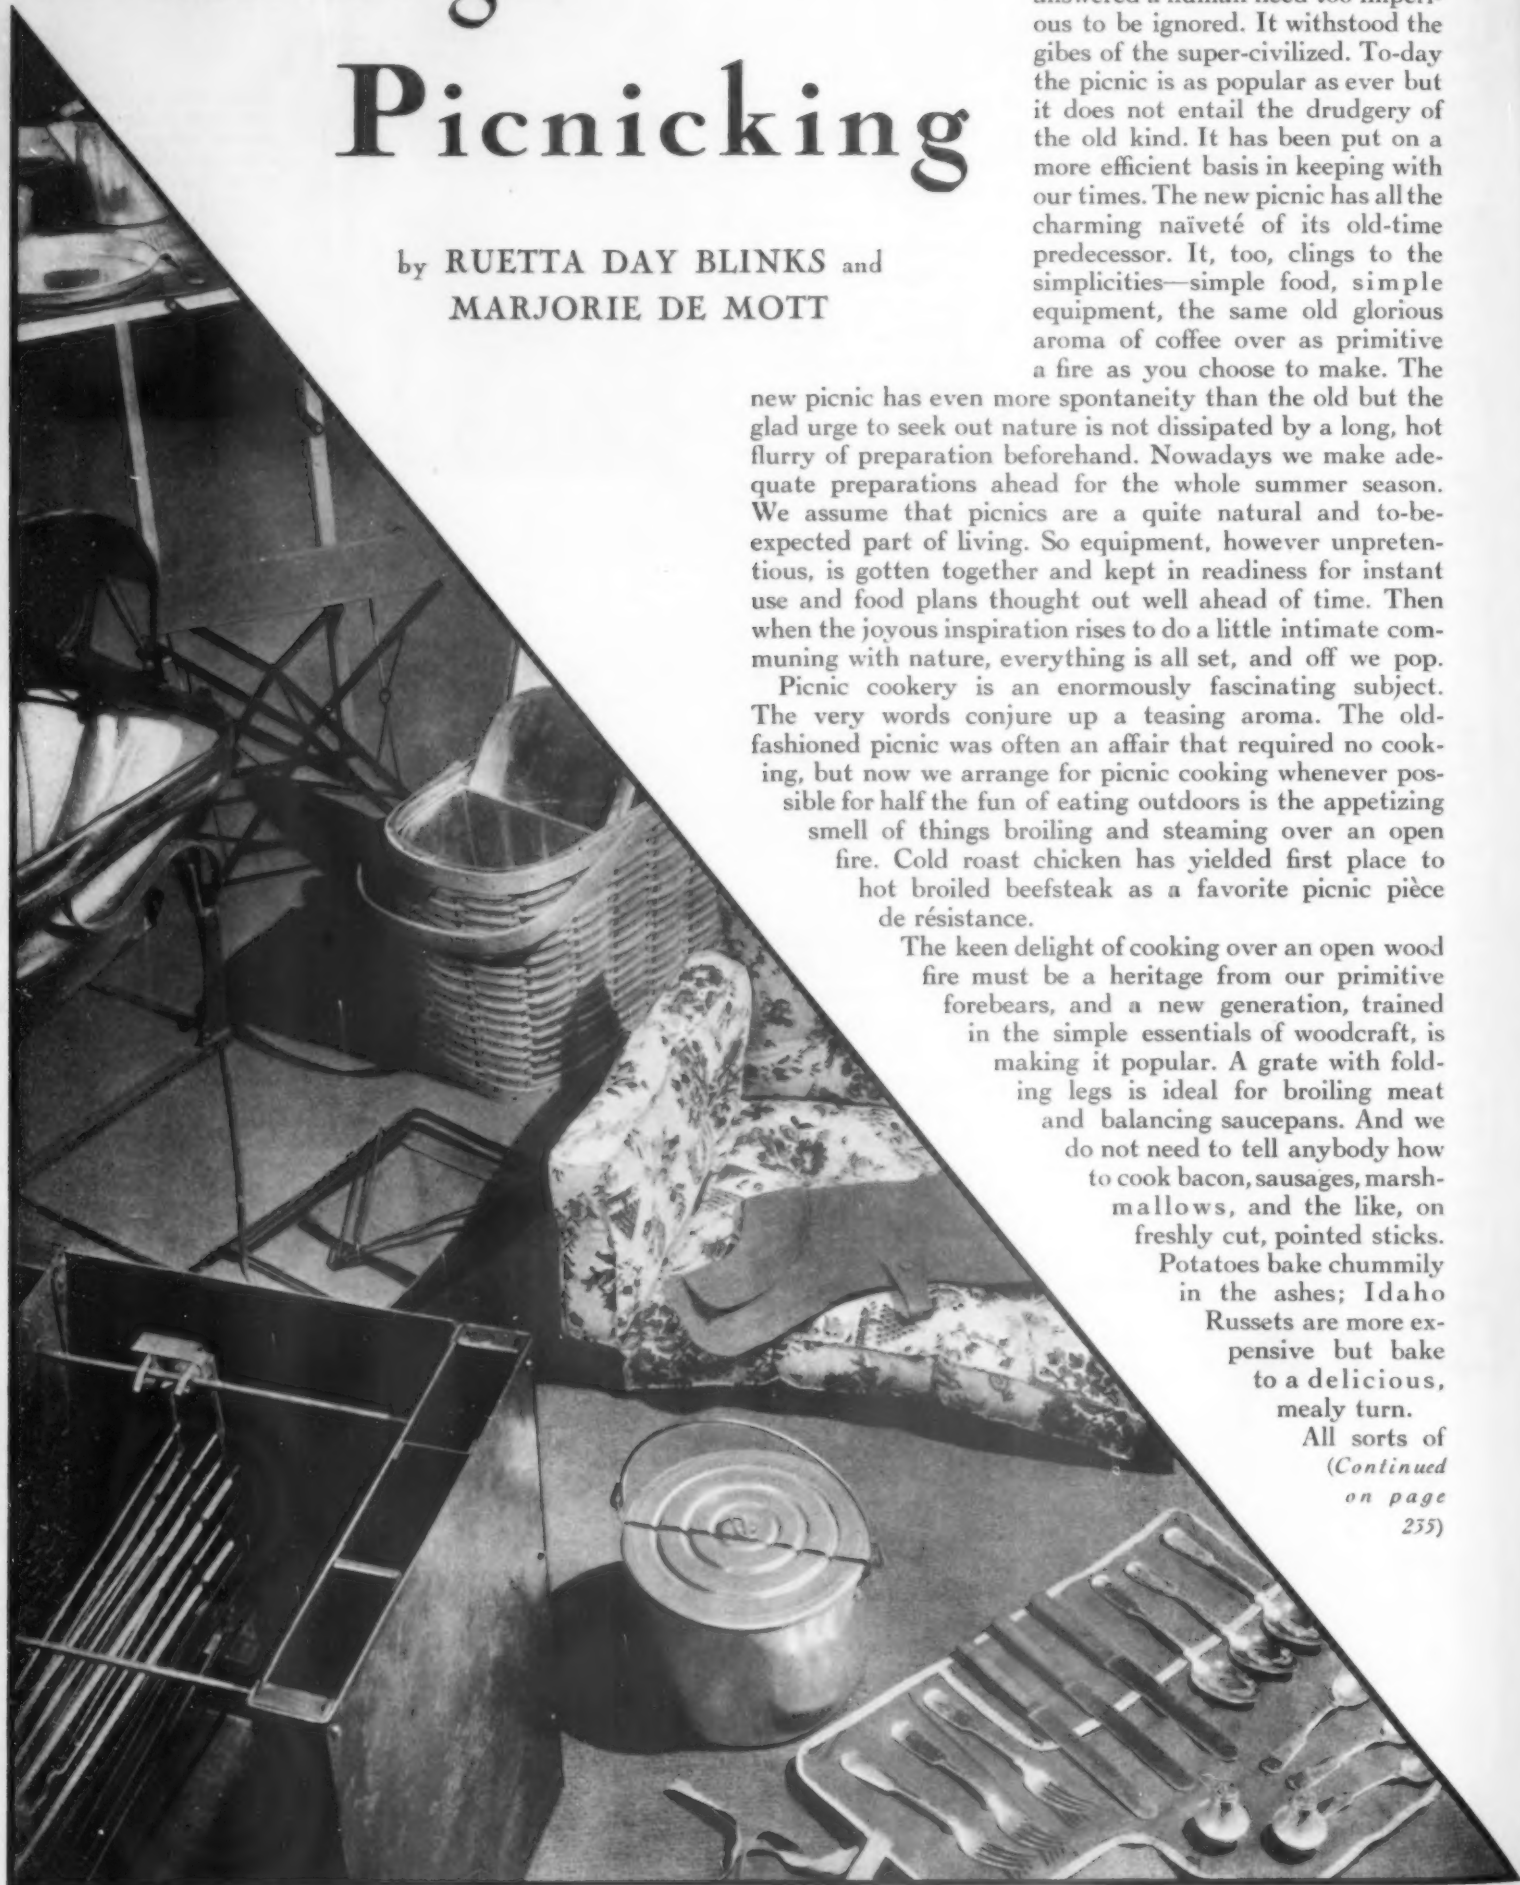 Picnicking
by RUETTA DAY BLINKS and
MARJORIE DE MOTT
answered a human need too imperi-
ous to be ignored. It withstood the
gibes of the super-civilized. To-day
the picnic is as popular as ever but
it does not entail the drudgery of
the old kind. It has been put on a
more efficient basis in keeping with
our times. The new picnic has all the
charming naïveté of its old-time
predecessor. It, too, clings to the
simplicities—simple food, simple
equipment, the same old glorious
aroma of coffee over as primitive
a fire as you choose to make. The
new picnic has even more spontaneity than the old but the
glad urge to seek out nature is not dissipated by a long, hot
flurry of preparation beforehand. Nowadays we make ade-
quate preparations ahead for the whole summer season.
We assume that picnics are a quite natural and to-be-
expected part of living. So equipment, however unpreten-
tious, is gotten together and kept in readiness for instant
use and food plans thought out well ahead of time. Then
when the joyous inspiration rises to do a little intimate com-
muning with nature, everything is all set, and off we pop.
Picnic cookery is an enormously fascinating subject.
The very words conjure up a teasing aroma. The old-
fashioned picnic was often an affair that required no cook-
ing, but now we arrange for picnic cooking whenever pos-
sible for half the fun of eating outdoors is the appetizing
smell of things broiling and steaming over an open
fire. Cold roast chicken has yielded first place to
hot broiled beefsteak as a favorite picnic pièce
de résistance.
The keen delight of cooking over an open wood
fire must be a heritage from our primitive
forebears, and a new generation, trained
in the simple essentials of woodcraft, is
making it popular. A grate with fold-
ing legs is ideal for broiling meat
and balancing saucepans. And we
do not need to tell anybody how
to cook bacon, sausages, marsh-
mallows, and the like, on
freshly cut, pointed sticks.
Potatoes bake chummily
in the ashes; Idaho
Russets are more ex-
pensive but bake
to a delicious,
mealy turn.
All sorts of
(Continued
on page
235)